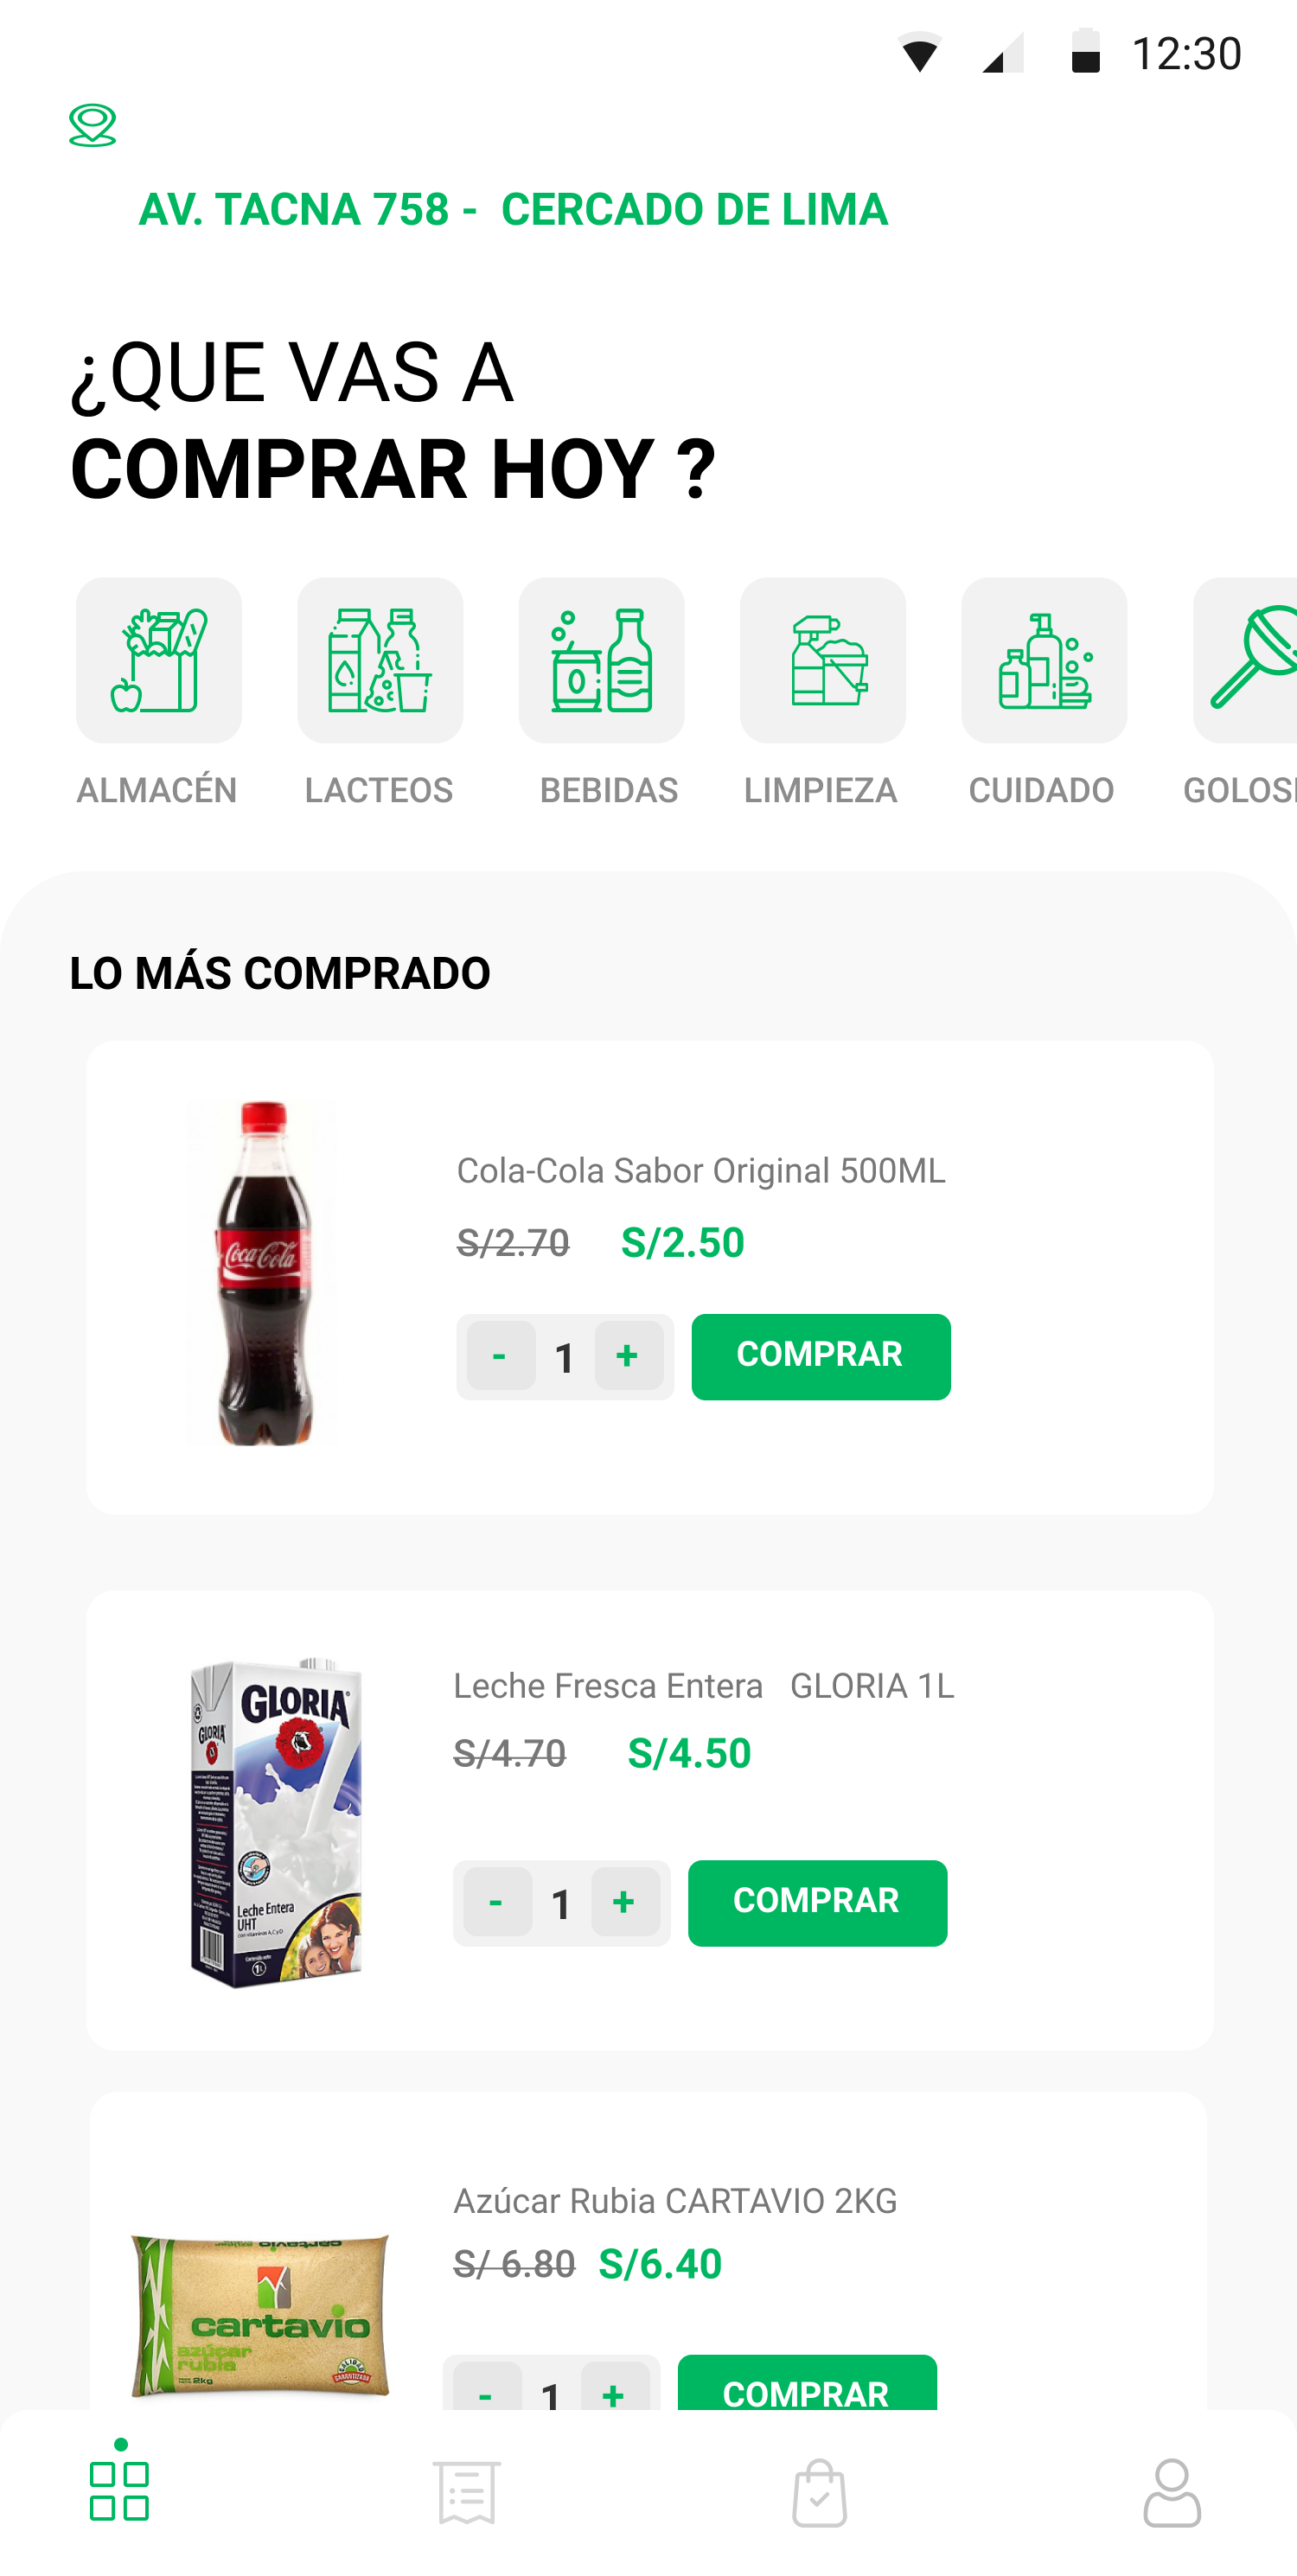 12:30
AV. TACNA 758 - CERCADO DE LIMA
¿QUE VAS A
COMPRAR HOY ?
ALMACÉN LACTEOS BEBIDAS LIMPIEZA CUIDADO
LO MÁS COMPRADO
Coca-Cola
Cola-Cola Sabor Original 500ML
S/2.70 S/2.50
- 1 + COMPRAR
GLORIA
GLORIA
Leche Entera
UHT
1L
Leche Fresca Entera GLORIA 1L
S/4.70 S/4.50
- 1 + COMPRAR
cartavio
cartavio
azúcar
rubia
2kg
Azúcar Rubia CARTAVIO 2KG
S/ 6.80 S/6.40
- 1 + COMPRAR